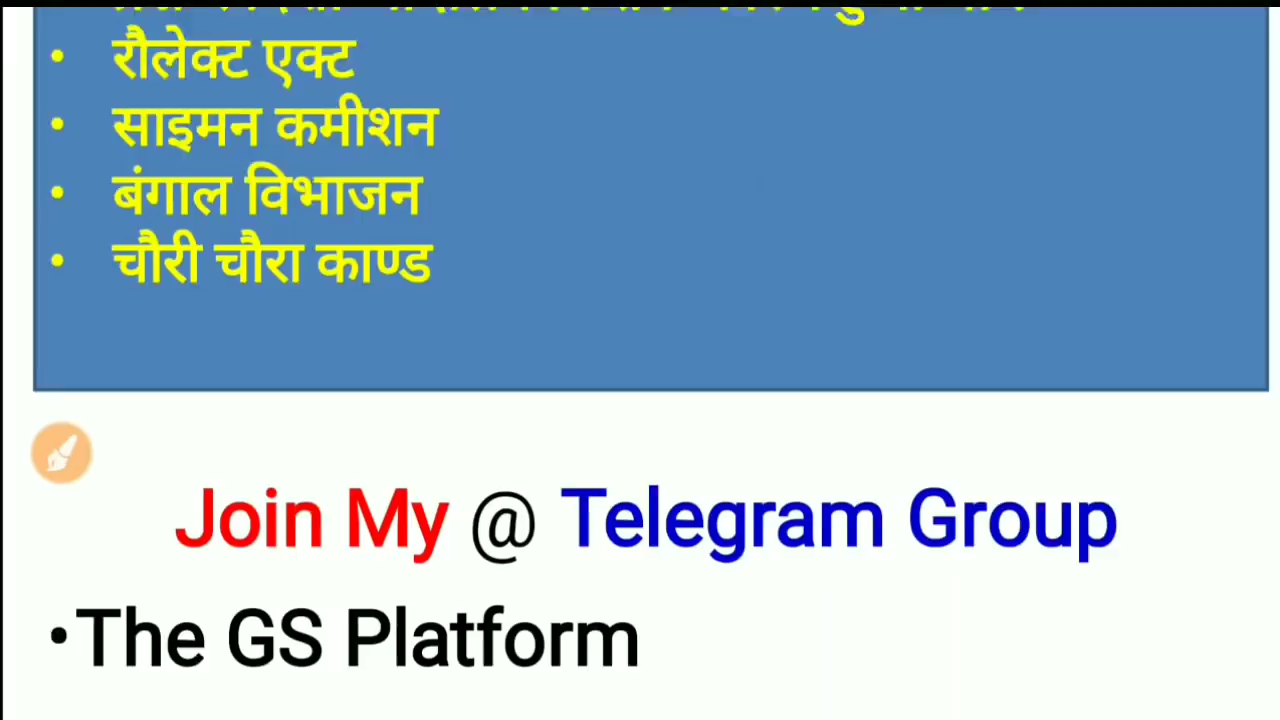 • रौलेक्ट एक्ट
• साइमन कमीशन
• बंगाल विभाजन
• चौरी चौरा काण्ड
Join My @ Telegram Group
•The GS Platform